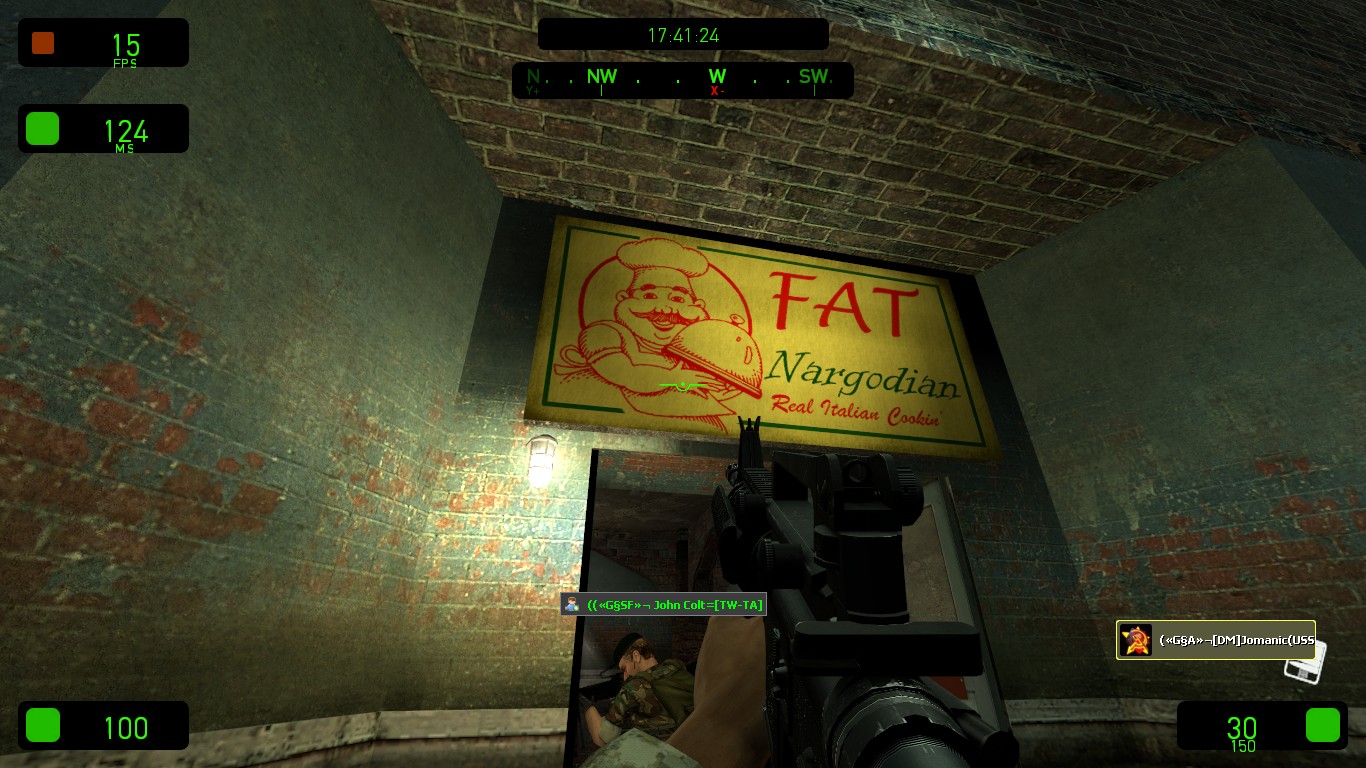 15
FPS
17:41:24
N . . NW . . W . . SW.
Y+ X-
124
MS
FAT
Nargodian
Real Italian Cookin'
((«G§SF»¬ John Colt=[TW-TA]
(«G§A»¬[DM]Jomanic(USS
100
30
150